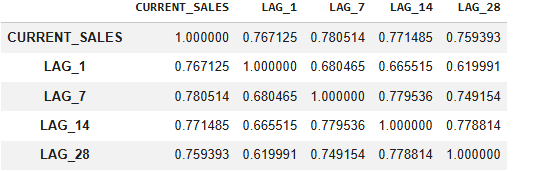 CURRENT_SALES LAG_1 LAG_7 LAG_14 LAG_28
CURRENT_SALES 1.000000 0.767125 0.780514 0.771485 0.759393
LAG_1 0.767125 1.000000 0.680465 0.665515 0.619991
LAG_7 0.780514 0.680465 1.000000 0.779536 0.749154
LAG_14 0.771485 0.665515 0.779536 1.000000 0.778814
LAG_28 0.759393 0.619991 0.749154 0.778814 1.000000